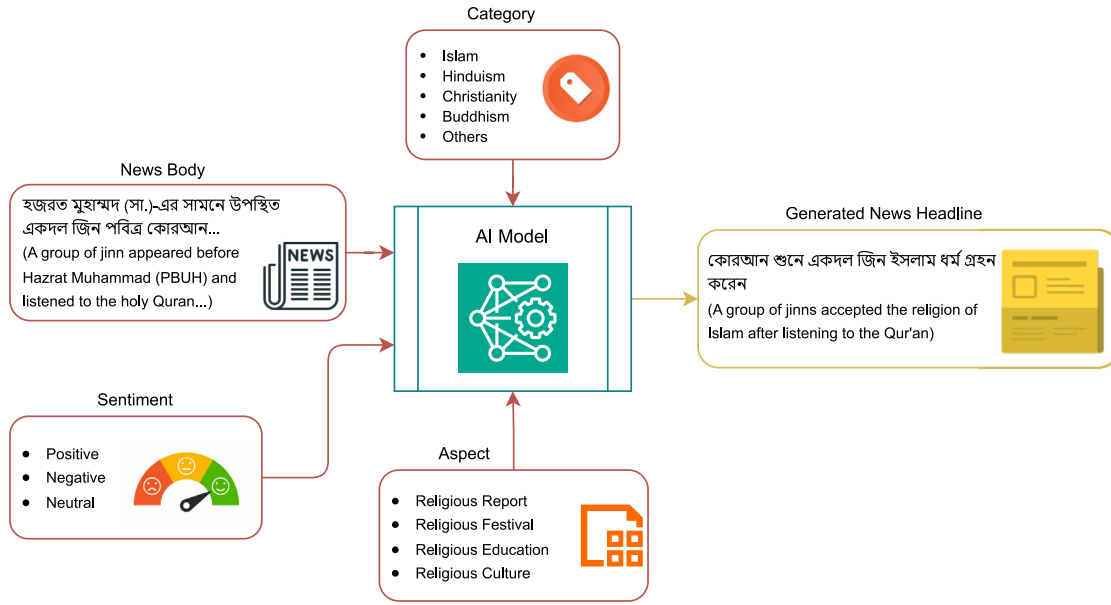 Category
• Islam
• Hinduism
• Christianity
• Buddhism
• Others
News Body
হজরত মুহাম্মদ (সা.)-এর সামনে উপস্থিত
একদল জিন পবিত্র কোরআন...
(A group of jinn appeared before
Hazrat Muhammad (PBUH) and
listened to the holy Quran...)
NEWS
AI Model
Generated News Headline
কোরআন শুনে একদল জিন ইসলাম ধর্ম গ্রহন
করেন
(A group of jinns accepted the religion of
Islam after listening to the Qur'an)
Sentiment
• Positive
• Negative
• Neutral
Aspect
• Religious Report
• Religious Festival
• Religious Education
• Religious Culture